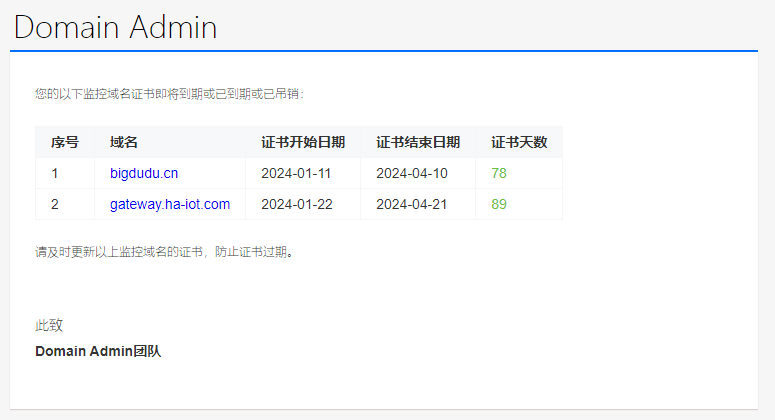 Domain Admin
您的以下监控域名证书即将到期或已到期或已吊销：
序号 域名 证书开始日期 证书结束日期 证书天数
1 bigdudu.cn 2024-01-11 2024-04-10 78
2 gateway.ha-iot.com 2024-01-22 2024-04-21 89
请及时更新以上监控域名的证书，防止证书过期。
此致
Domain Admin团队